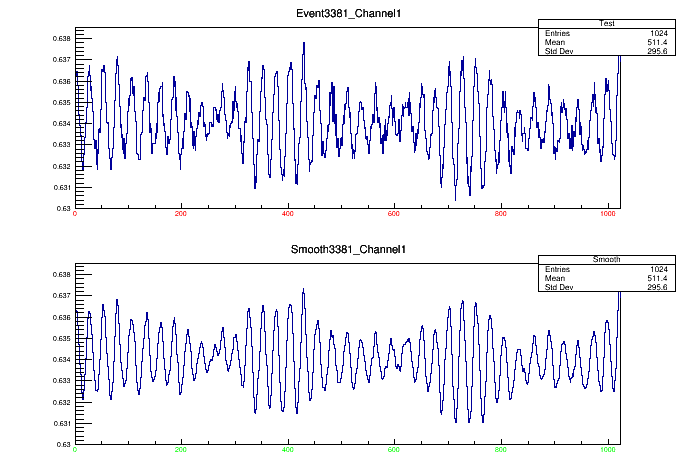 Event3381_Channel1
Test
Entries 1024
Mean 511.4
Std Dev 295.6
0.638
0.637
0.636
0.635
0.634
0.633
0.632
0.631
0.63
0 200 400 600 800 1000
Smooth3381_Channel1
Smooth
Entries 1024
Mean 511.4
Std Dev 295.6
0.638
0.637
0.636
0.635
0.634
0.633
0.632
0.631
0.63
0 200 400 600 800 1000